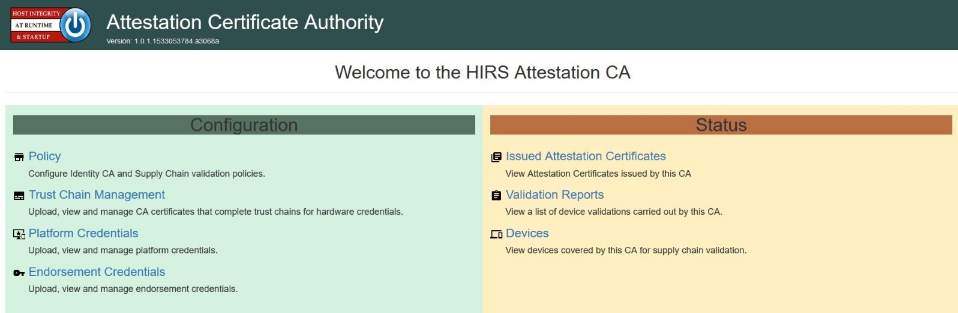 HOST INTEGRITY
AT RUNTIME
& STARTUP
Attestation Certificate Authority
Version: 1.0.1.1533053784.a3068a
Welcome to the HIRS Attestation CA
Configuration
Policy
Configure Identity CA and Supply Chain validation policies.
Trust Chain Management
Upload, view and manage CA certificates that complete trust chains for hardware credentials.
Platform Credentials
Upload, view and manage platform credentials.
Endorsement Credentials
Upload, view and manage endorsement credentials.
Status
Issued Attestation Certificates
View Attestation Certificates issued by this CA
Validation Reports
View a list of device validations carried out by this CA.
Devices
View devices covered by this CA for supply chain validation.